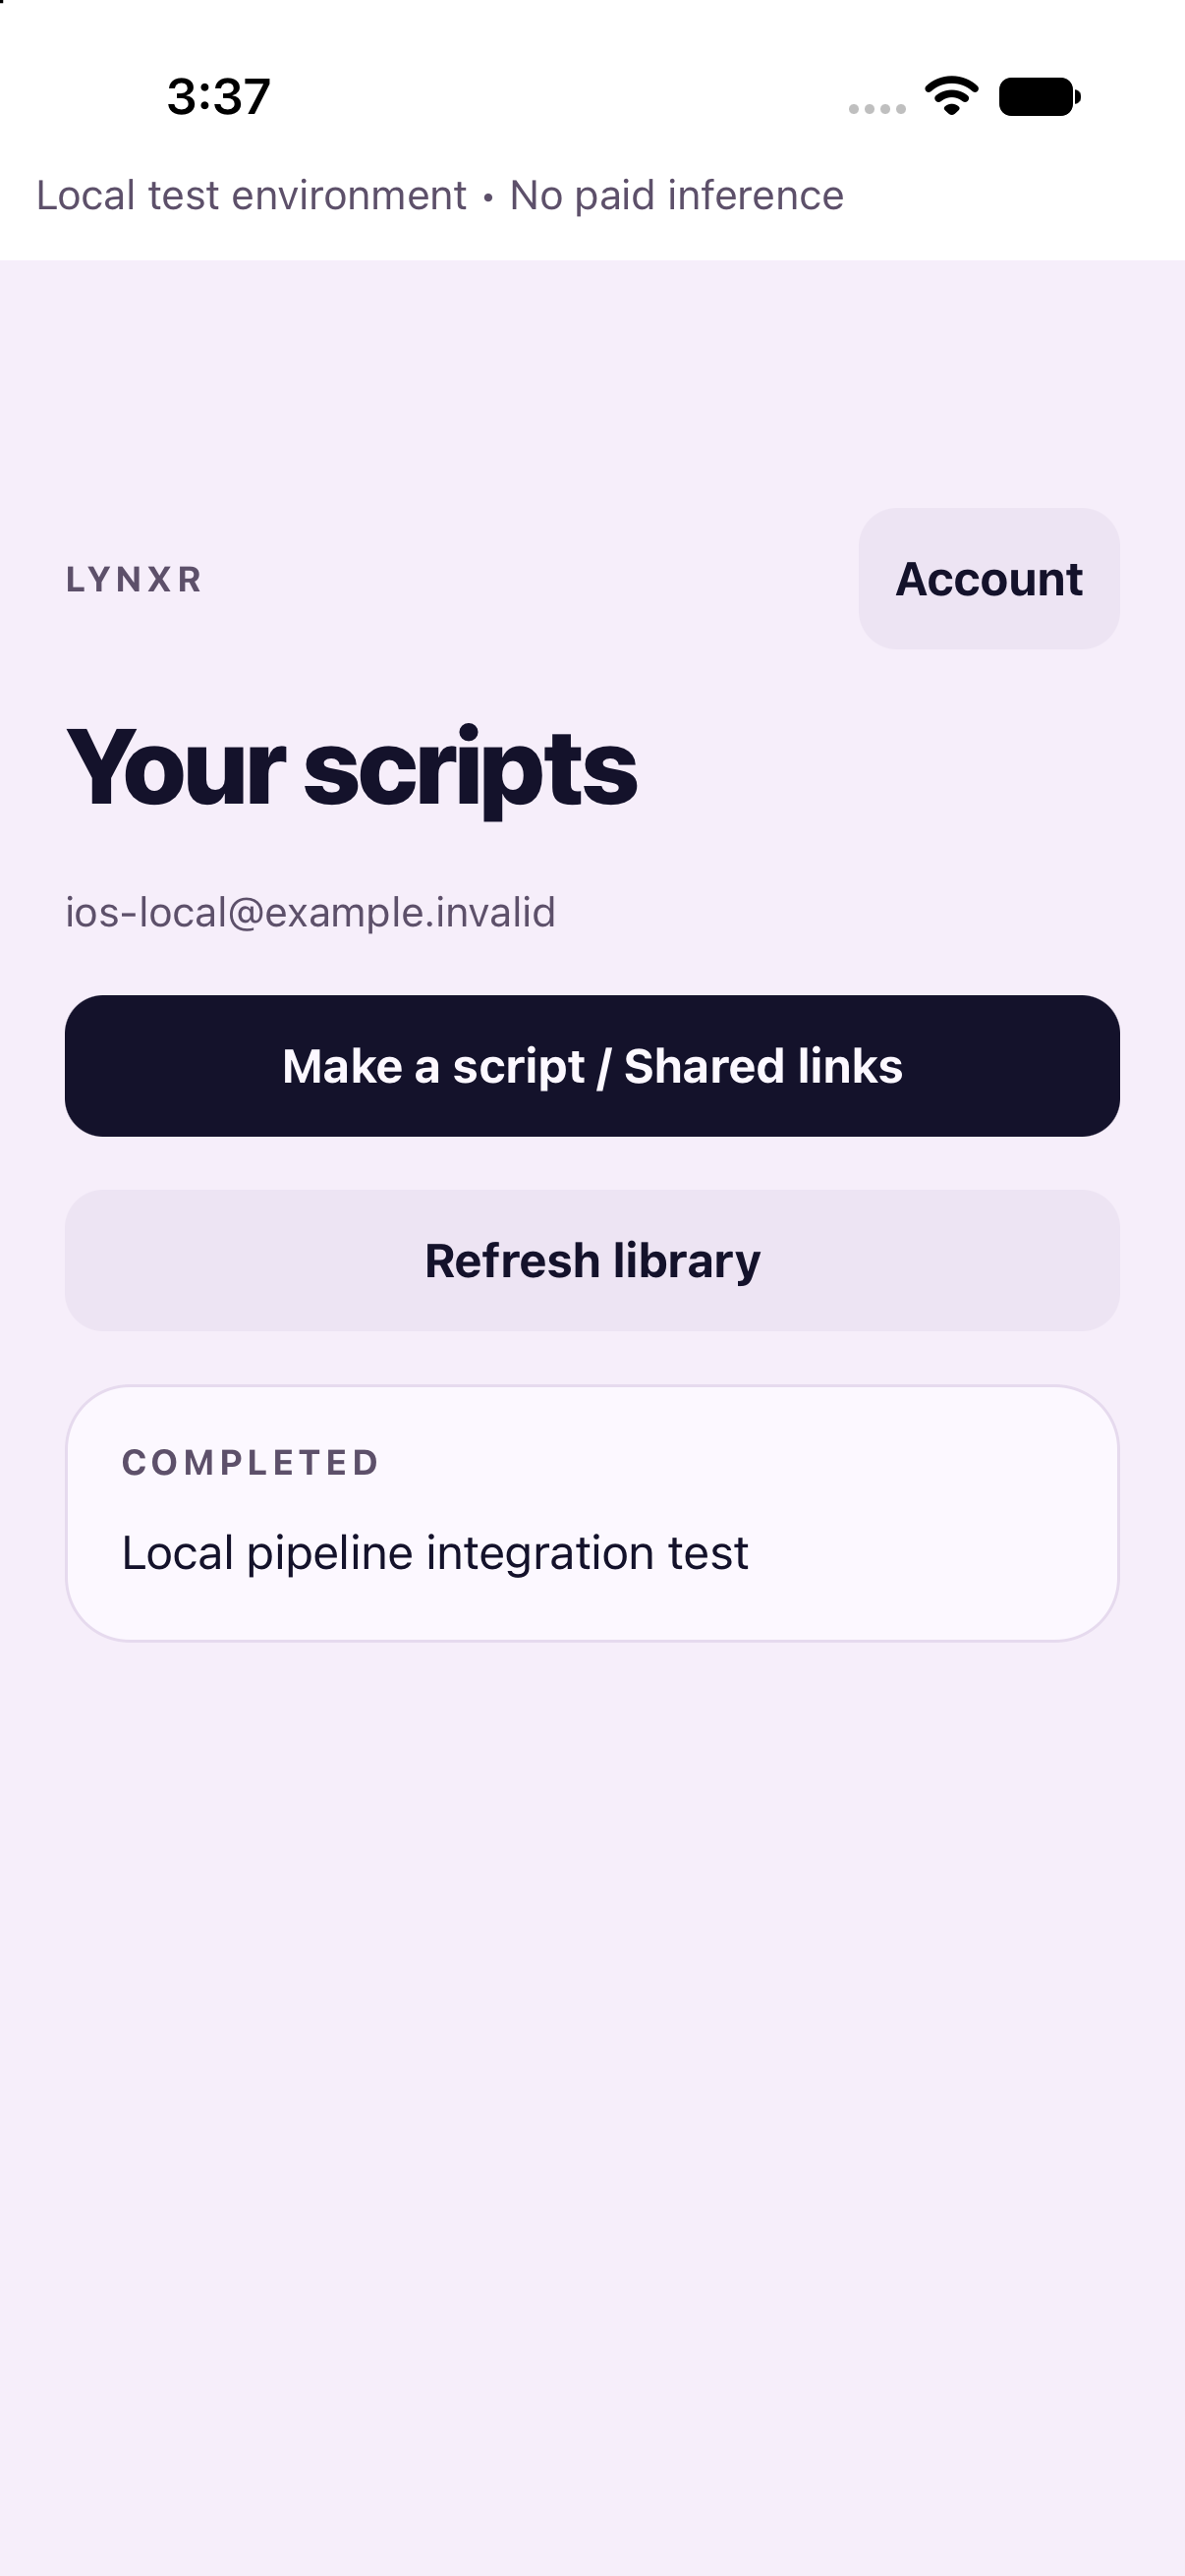 3:37
Local test environment • No paid inference
LYNXR
Account
Your scripts
ios-local@example.invalid
Make a script / Shared links
Refresh library
COMPLETED
Local pipeline integration test